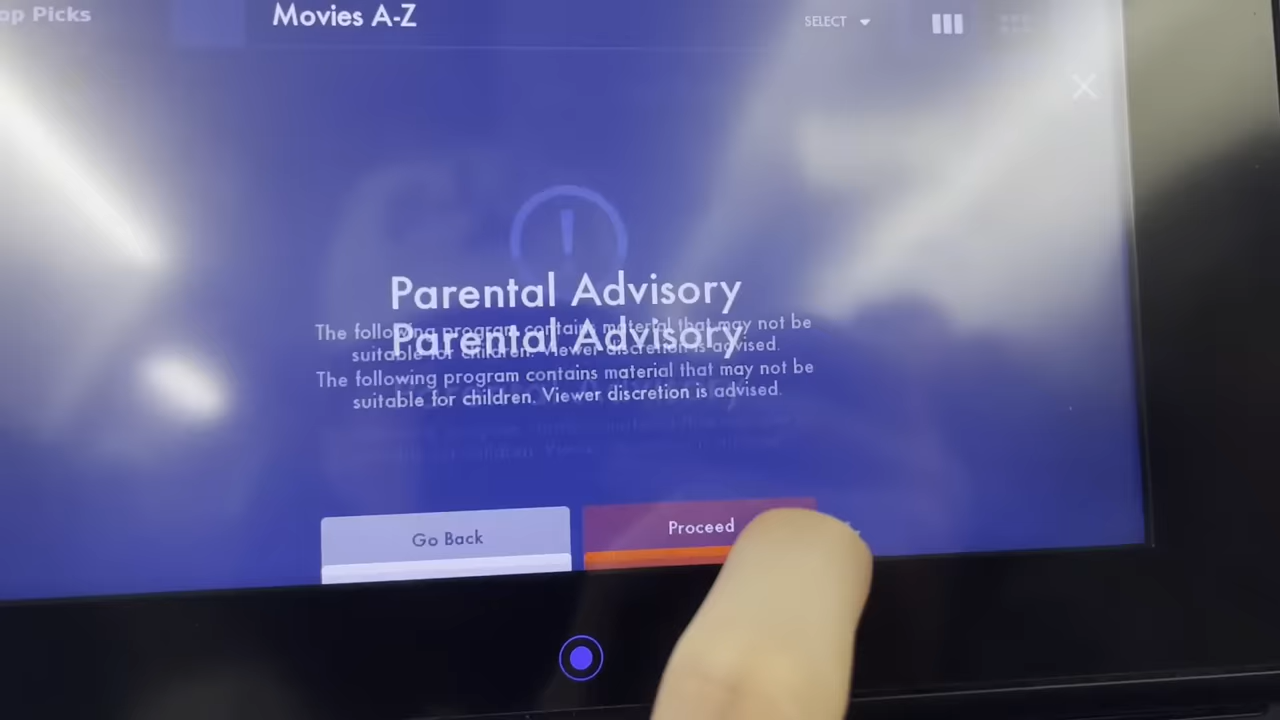 op Picks
Movies A-Z
SELECT
Parental Advisory
The following program contains material that may not be
Parental Advisory
suitable for children. Viewer discretion is advised.
The following program contains material that may not be
suitable for children. Viewer discretion is advised.
Go Back
Proceed